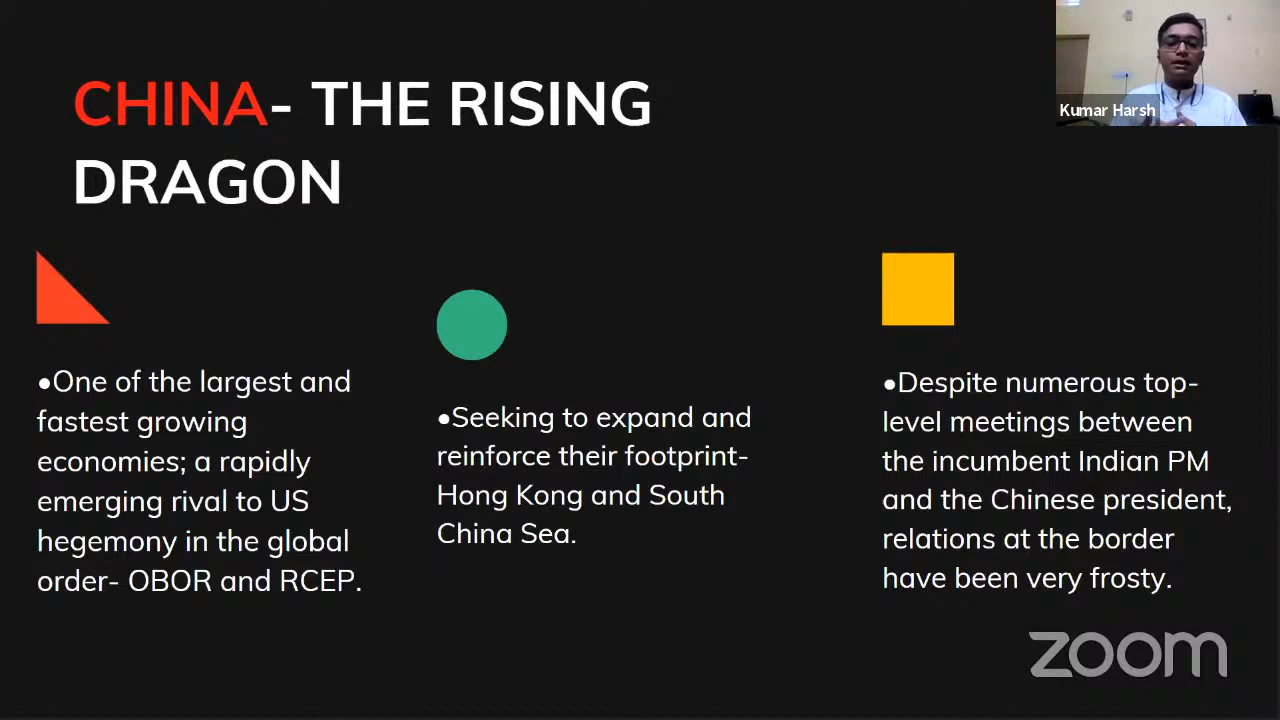 CHINA- THE RISING
DRAGON
Kumar Harsh
•One of the largest and
fastest growing
economies; a rapidly
emerging rival to US
hegemony in the global
order- OBOR and RCEP.
•Seeking to expand and
reinforce their footprint-
Hong Kong and South
China Sea.
•Despite numerous top-
level meetings between
the incumbent Indian PM
and the Chinese president,
relations at the border
have been very frosty.
zoom